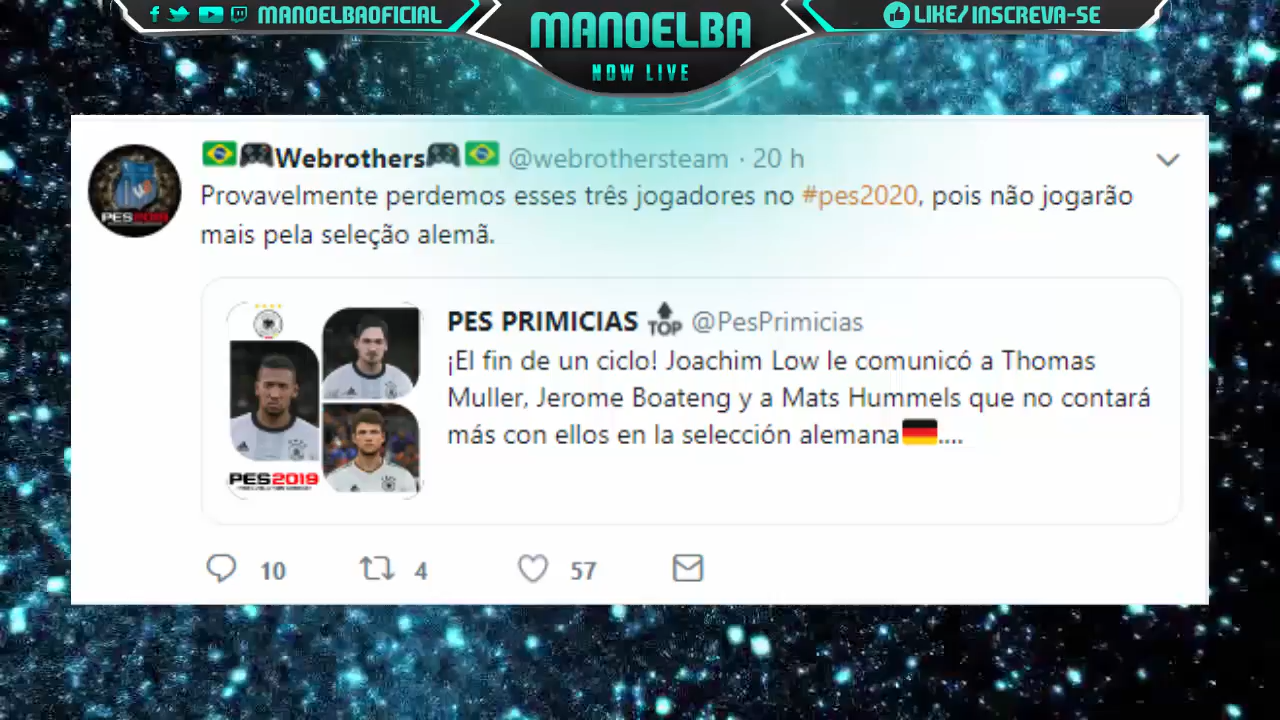 MANOELBAOFICIAL
MANOELBA
NOW LIVE
LIKE/INSCREVA-SE
Webrothers @webrothersteam · 20 h
Provavelmente perdemos esses três jogadores no #pes2020, pois não jogarão
mais pela seleção alemã.
PES2019
PES PRIMICIAS TOP @PesPrimicias
¡El fin de un ciclo! Joachim Low le comunicó a Thomas
Muller, Jerome Boateng y a Mats Hummels que no contará
más con ellos en la selección alemana....
PES2019
10 4 57